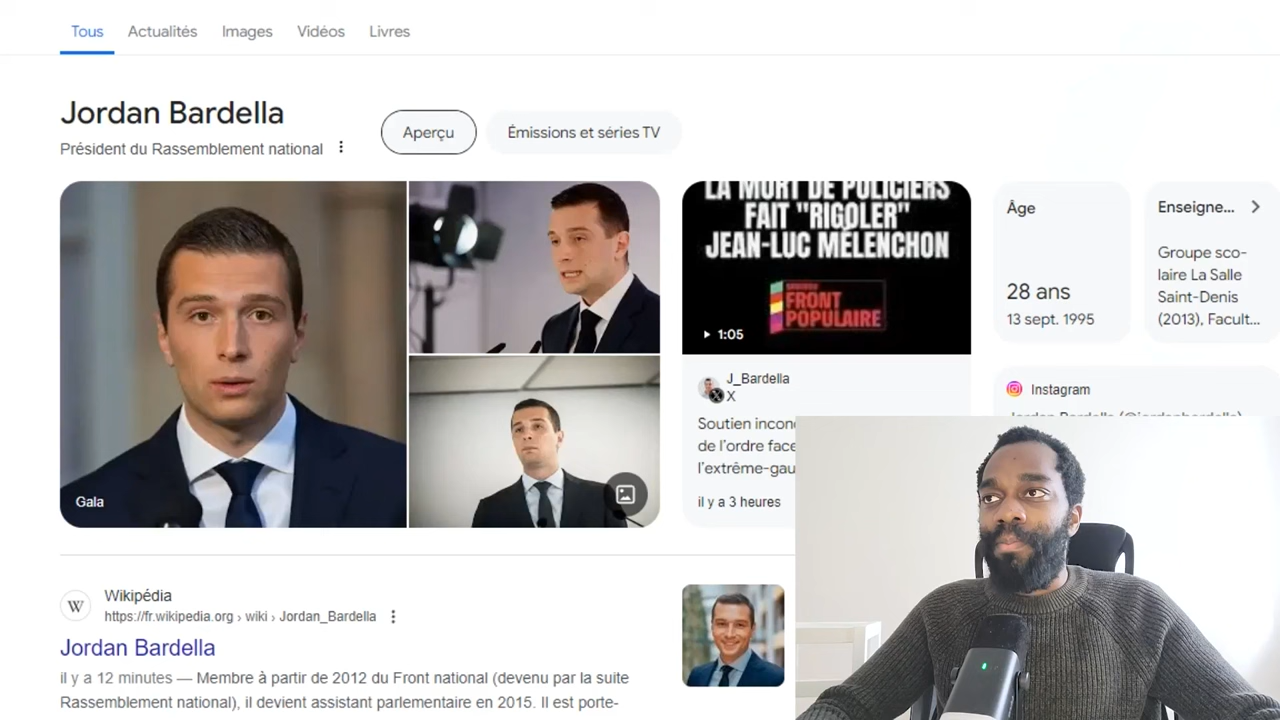 Tous
Actualités
Images
Vidéos
Livres
Jordan Bardella
Président du Rassemblement national
Aperçu
Émissions et séries TV
Gala
LA MORT DE POLICIERS
FAIT "RIGOLER"
JEAN-LUC MÉLENCHON
FRONT
POPULAIRE
1:05
J_Bardella
X
Soutien incon
de l'ordre face
l'extrême-gau
il y a 3 heures
Âge
28 ans
13 sept. 1995
Enseigne...
Groupe sco-
laire La Salle
Saint-Denis
(2013), Facult...
Instagram
Jordan Bardella (@jordanbardella)
W
Wikipédia
https://fr.wikipedia.org › wiki › Jordan_Bardella
Jordan Bardella
il y a 12 minutes — Membre à partir de 2012 du Front national (devenu par la suite
Rassemblement national), il devient assistant parlementaire en 2015. Il est porte-